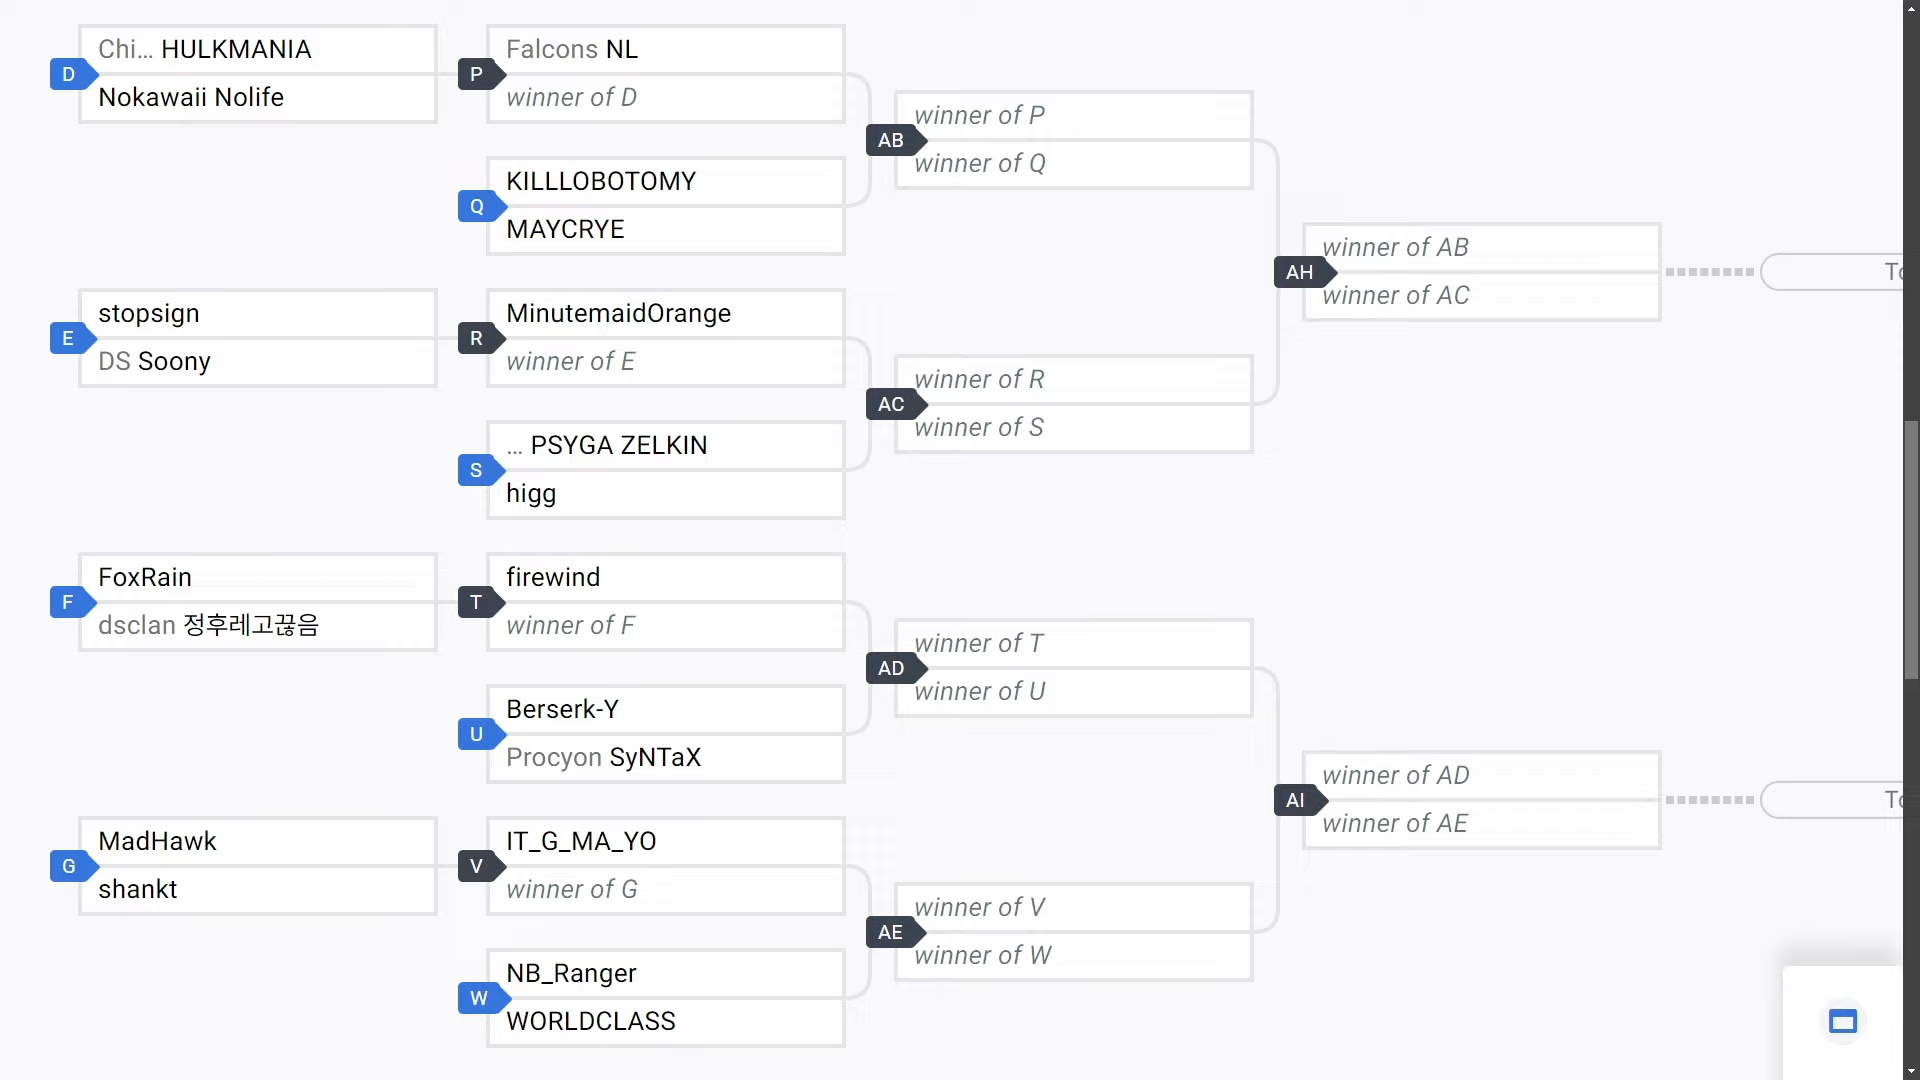 Chi... HULKMANIA
D
Nokawaii Nolife
Falcons NL
P
winner of D
winner of P
AB
winner of Q
KILLLOBOTOMY
Q
MAYCRYE
winner of AB
AH
winner of AC
To
stopsign
E
DS Soony
MinutemaidOrange
R
winner of E
winner of R
AC
winner of S
... PSYGA ZELKIN
S
higg
FoxRain
F
dsclan 정후레고끊음
firewind
T
winner of F
winner of T
AD
winner of U
Berserk-Y
U
Procyon SyNTaX
winner of AD
AI
winner of AE
To
MadHawk
G
shankt
IT_G_MA_YO
V
winner of G
winner of V
AE
winner of W
NB_Ranger
W
WORLDCLASS